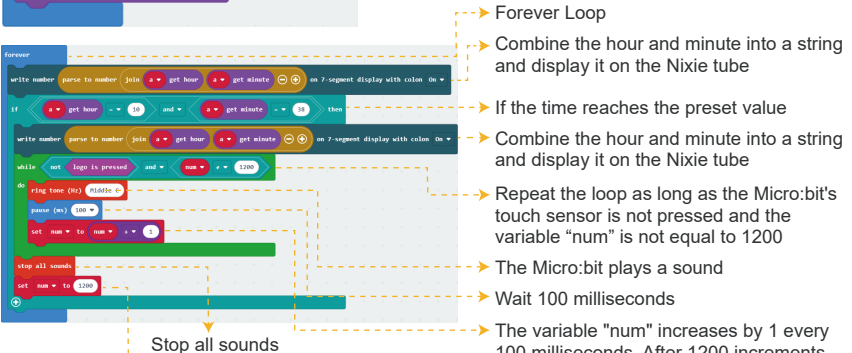 Forever Loop
forever
Combine the hour and minute into a string
and display it on the Nixie tube
write number parse to number join a get hour a get minute on 7-segment display with colon On
If the time reaches the preset value
if a get hour = 10 and a get minute = 38 then
Combine the hour and minute into a string
and display it on the Nixie tube
write number parse to number join a get hour a get minute on 7-segment display with colon On
while not logo is pressed and num ≠ 1200
Repeat the loop as long as the Micro:bit's
touch sensor is not pressed and the
variable “num” is not equal to 1200
do
ring tone (Hz) Middle
pause (ms) 100
set num to num + 1
The Micro:bit plays a sound
stop all sounds
set num to 1200
Wait 100 milliseconds
The variable "num" increases by 1 every
100 milliseconds. After 1200 increments
Stop all sounds